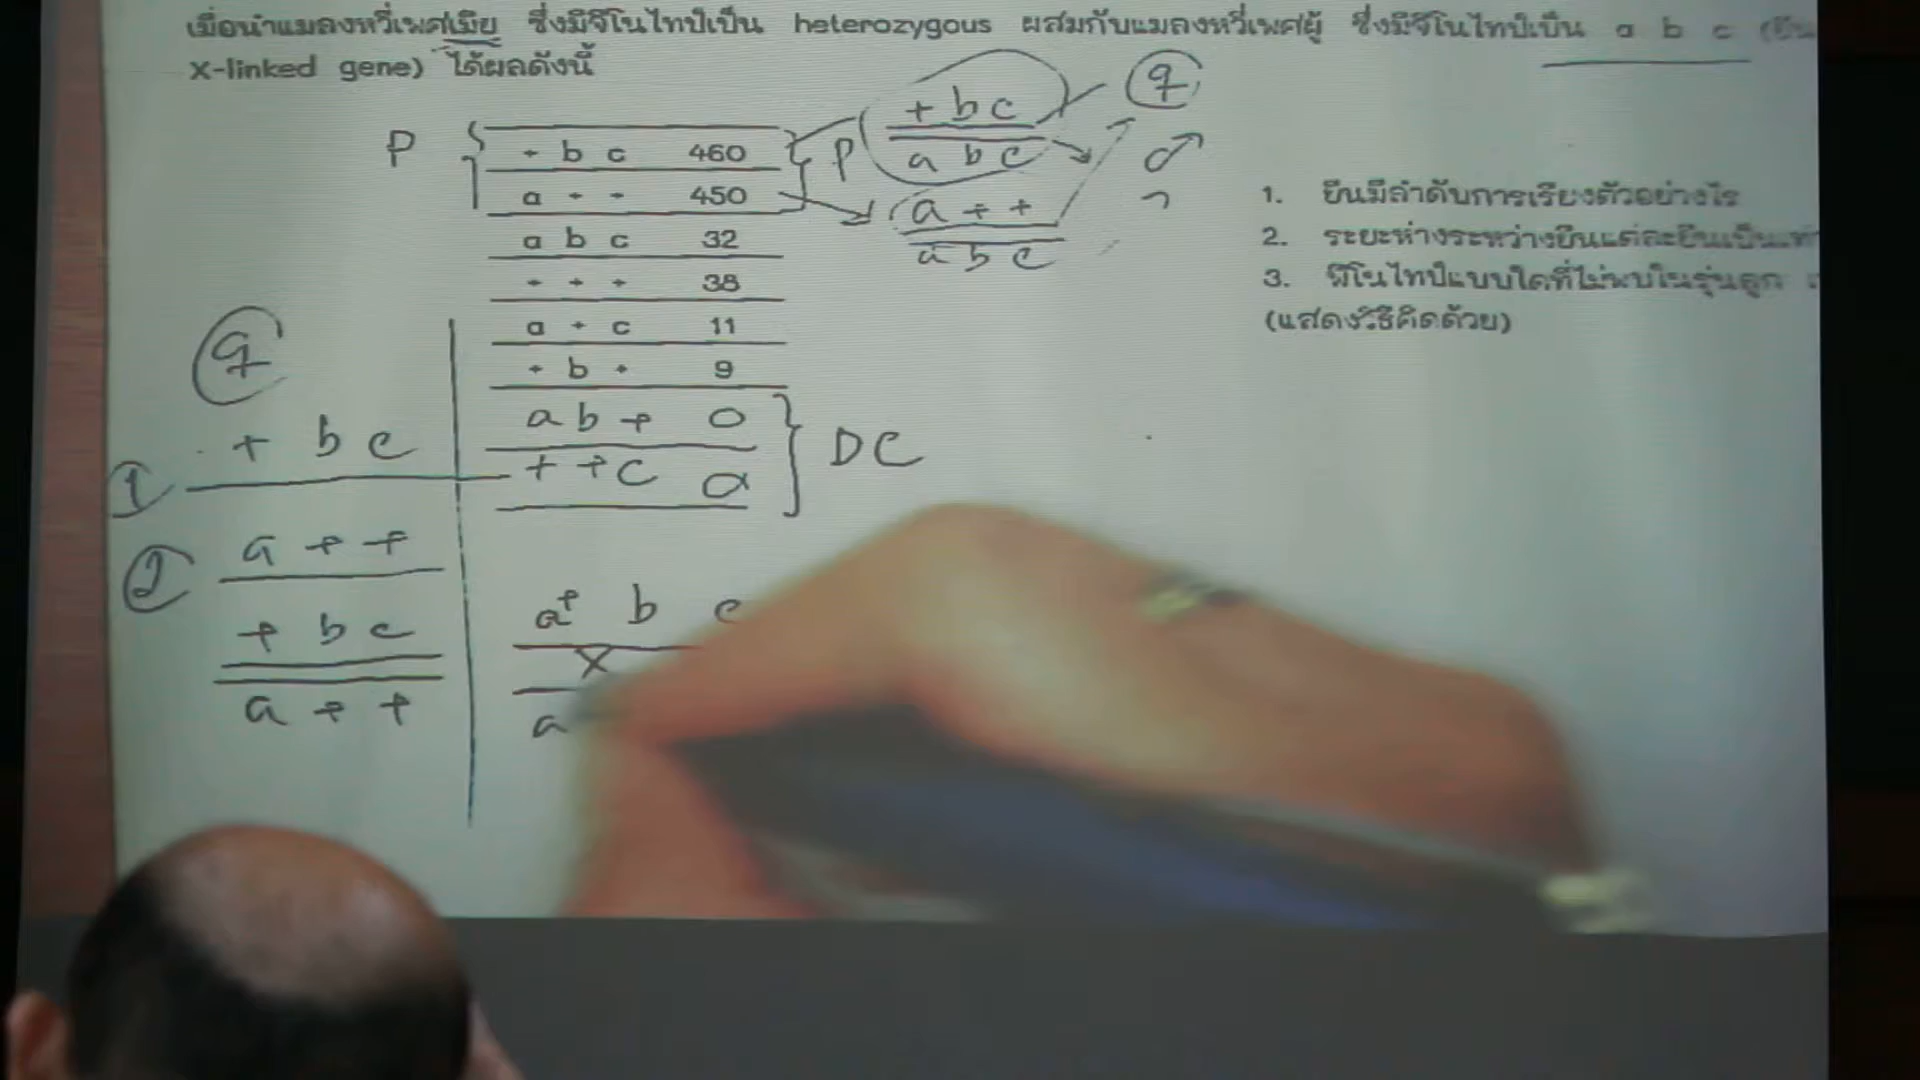 เมื่อนำแมลงหวี่เพศเมีย ซึ่งมีจีโนไทป์เป็น heterozygous ผสมกับแมลงหวี่เพศผู้ ซึ่งมีจีโนไทป์เป็น a b c (ยีน
X-linked gene) ได้ผลดังนี้
P
+ b c 460
a + + 450
a b c 32
+ + + 38
a + c 11
+ b + 9
a b + 0
+ + c 0
DC
P
+ b c
a b c
a + +
a b c
♀
♂
1. ยีนมีลำดับการเรียงตัวอย่างไร
2. ระยะห่างระหว่างยีนแต่ละยีนเป็นเท่า
3. ฟีโนไทป์แบบใดที่ไม่พบในรุ่นลูก
(แสดงวิธีคิดด้วย)
♀
① + b c
② a + +
+ b c
a + +
a⁺ b c
X
a